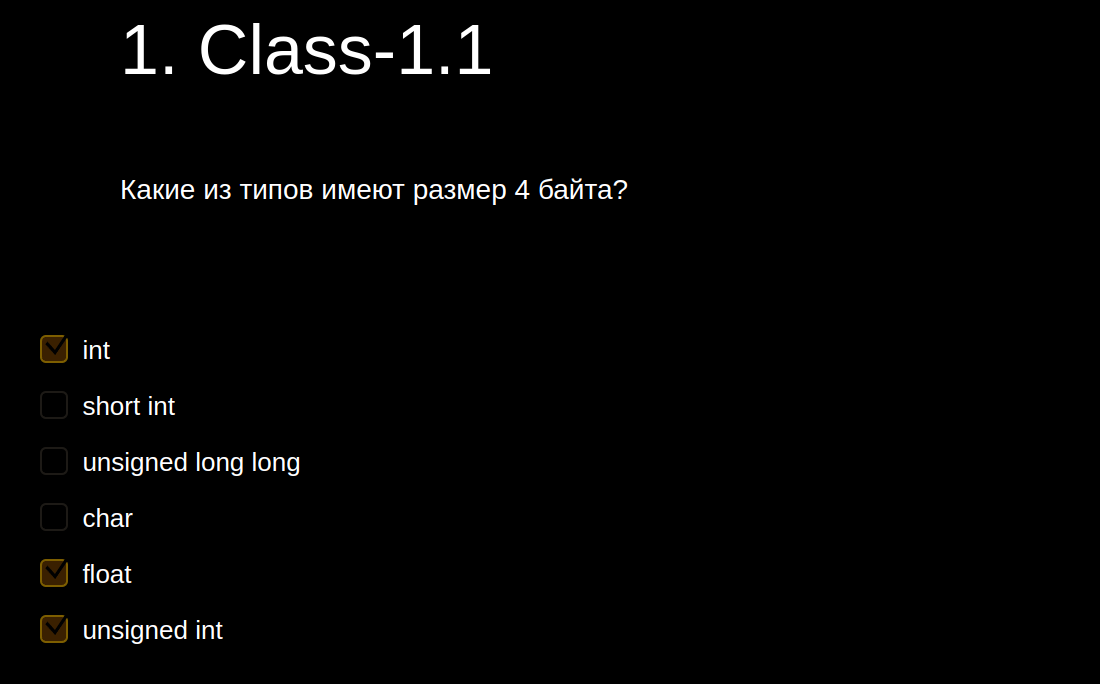 1. Class-1.1
Какие из типов имеют размер 4 байта?
int
short int
unsigned long long
char
float
unsigned int